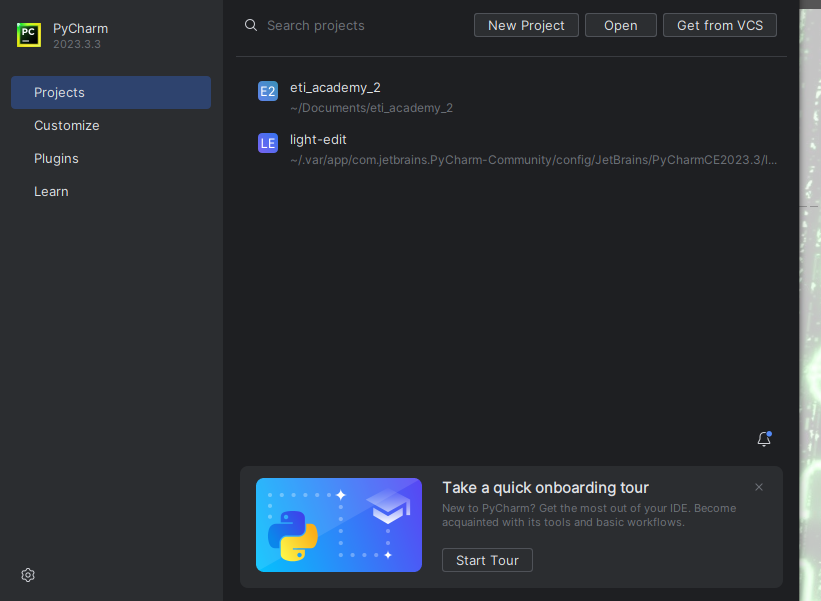 PC
PyCharm
2023.3.3
Projects
Customize
Plugins
Learn
Search projects
New Project
Open
Get from VCS
E2
eti_academy_2
~/Documents/eti_academy_2
LE
light-edit
~/.var/app/com.jetbrains.PyCharm-Community/config/JetBrains/PyCharmCE2023.3/l...
Take a quick onboarding tour
New to PyCharm? Get the most out of your IDE. Become
acquainted with its tools and basic workflows.
Start Tour